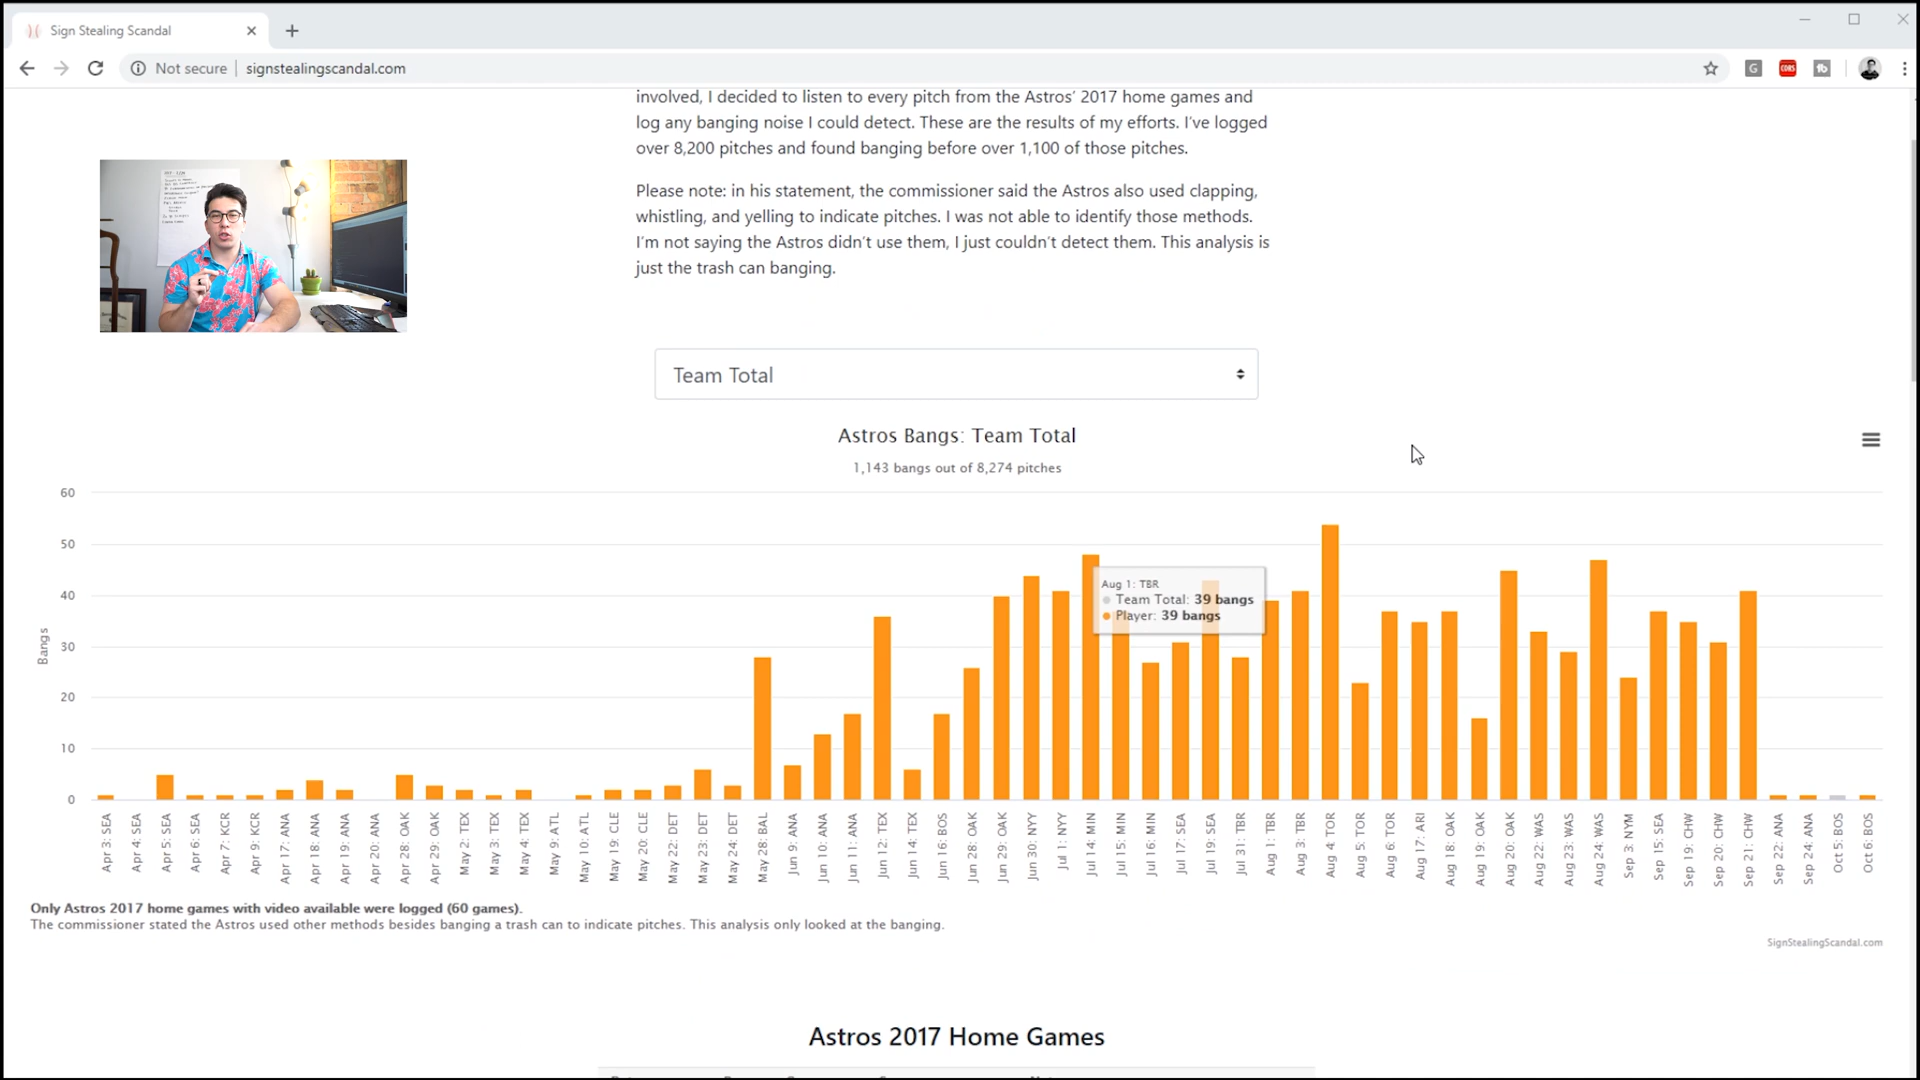 Sign Stealing Scandal
Not secure
signstealingscandal.com
involved, I decided to listen to every pitch from the Astros' 2017 home games and
log any banging noise I could detect. These are the results of my efforts. I've logged
over 8,200 pitches and found banging before over 1,100 of those pitches.
Please note: in his statement, the commissioner said the Astros also used clapping,
whistling, and yelling to indicate pitches. I was not able to identify those methods.
I'm not saying the Astros didn't use them, I just couldn't detect them. This analysis is
just the trash can banging.
Team Total
Astros Bangs: Team Total
1,143 bangs out of 8,274 pitches
60
50
40
30
20
10
0
Bangs
Aug 1: TBR
Team Total: 39 bangs
Player: 39 bangs
Apr 3: SEA
Apr 4: SEA
Apr 5: SEA
Apr 6: SEA
Apr 7: KCR
Apr 9: KCR
Apr 17: ANA
Apr 18: ANA
Apr 19: ANA
Apr 20: ANA
Apr 28: OAK
Apr 29: OAK
May 2: TEX
May 3: TEX
May 4: TEX
May 9: ATL
May 10: ATL
May 19: CLE
May 20: CLE
May 22: DET
May 23: DET
May 24: DET
May 28: BAL
Jun 9: ANA
Jun 10: ANA
Jun 11: ANA
Jun 12: TEX
Jun 14: TEX
Jun 16: BOS
Jun 28: OAK
Jun 29: OAK
Jun 30: NYY
Jul 1: NYY
Jul 14: MIN
Jul 15: MIN
Jul 16: MIN
Jul 17: SEA
Jul 19: SEA
Jul 31: TBR
Aug 1: TBR
Aug 3: TBR
Aug 4: TOR
Aug 5: TOR
Aug 6: TOR
Aug 17: ARI
Aug 18: OAK
Aug 19: OAK
Aug 20: OAK
Aug 22: WAS
Aug 23: WAS
Aug 24: WAS
Sep 3: NYM
Sep 15: SEA
Sep 19: CHW
Sep 20: CHW
Sep 21: CHW
Sep 22: ANA
Sep 24: ANA
Oct 5: BOS
Oct 6: BOS
Only Astros 2017 home games with video available were logged (60 games).
The commissioner stated the Astros used other methods besides banging a trash can to indicate pitches. This analysis only looked at the banging.
SignStealingScandal.com
Astros 2017 Home Games